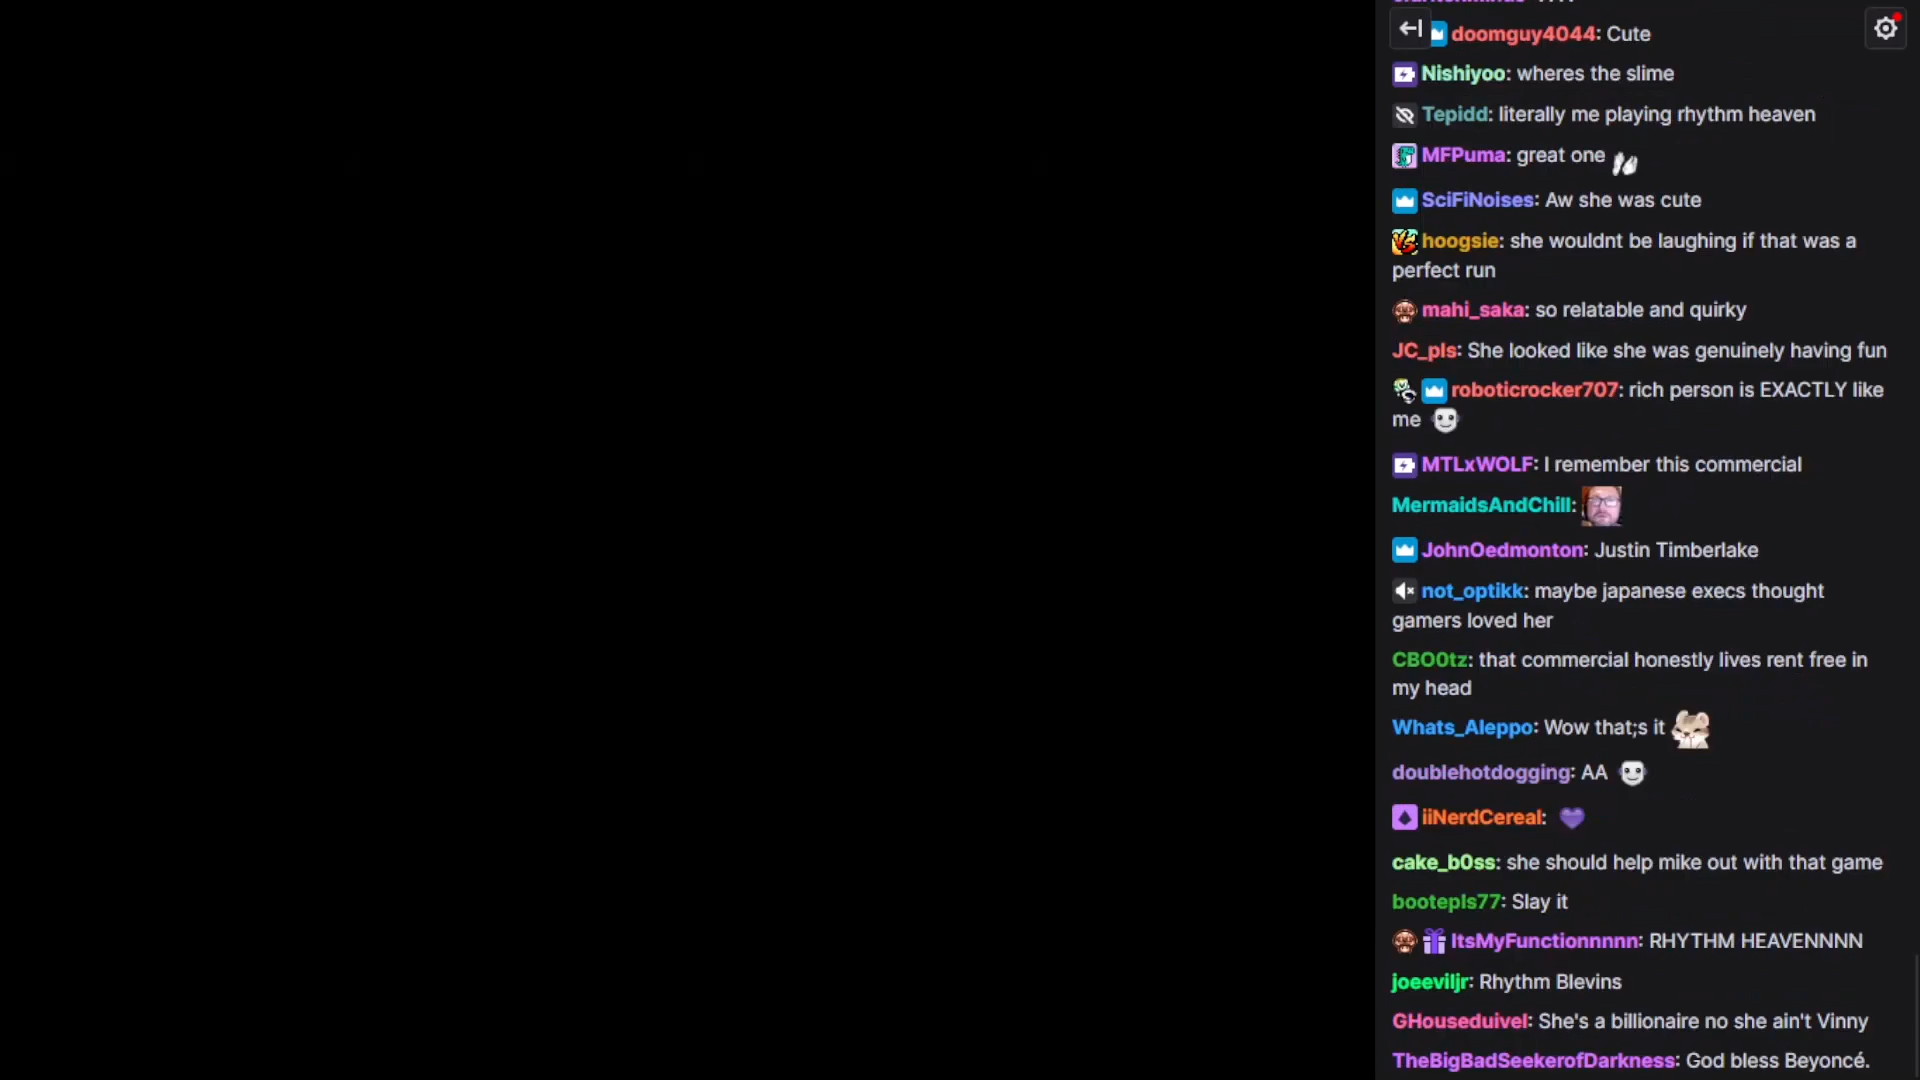 doomguy4044: Cute
Nishiyoo: wheres the slime
Tepidd: literally me playing rhythm heaven
MFPuma: great one
SciFiNoises: Aw she was cute
hoogsie: she wouldnt be laughing if that was a
perfect run
mahi_saka: so relatable and quirky
JC_pls: She looked like she was genuinely having fun
roboticrocker707: rich person is EXACTLY like
me
MTLxWOLF: I remember this commercial
MermaidsAndChill:
JohnOedmonton: Justin Timberlake
not_optikk: maybe japanese execs thought
gamers loved her
CBO0tz: that commercial honestly lives rent free in
my head
Whats_Aleppo: Wow that;s it
doublehotdogging: AA
iiNerdCereal:
cake_b0ss: she should help mike out with that game
bootepls77: Slay it
ItsMyFunctionnnnn: RHYTHM HEAVENNNN
joeeviljr: Rhythm Blevins
GHouseduivel: She's a billionaire no she ain't Vinny
TheBigBadSeekerofDarkness: God bless Beyoncé.